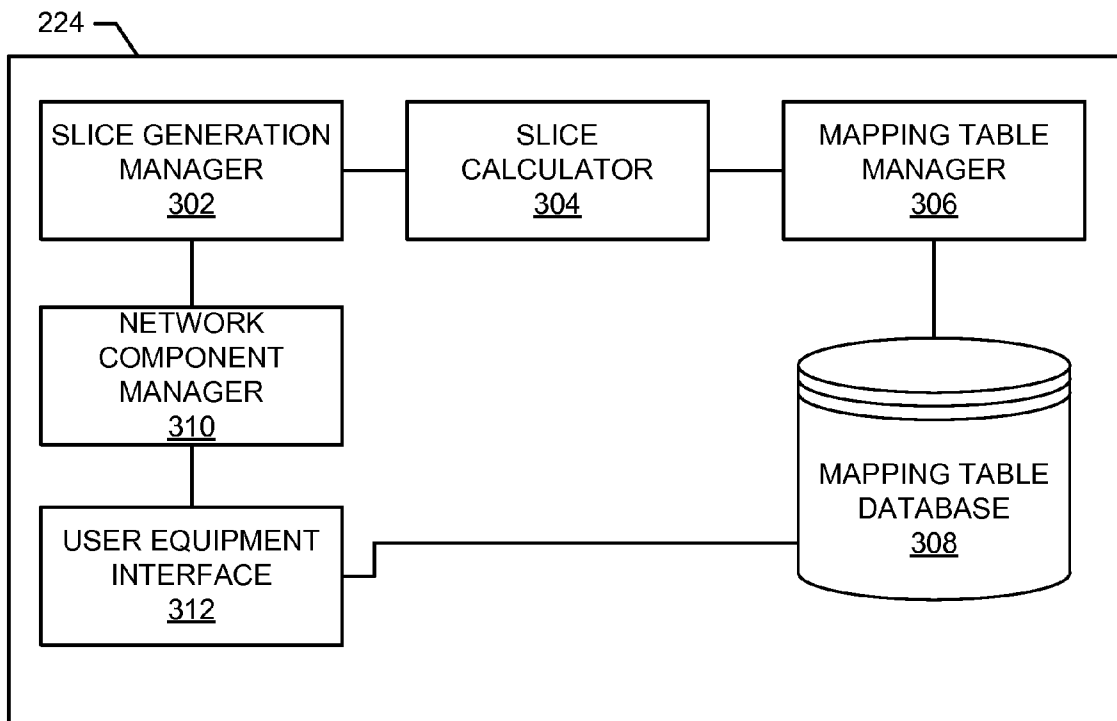 224
SLICE GENERATION
MANAGER
302
SLICE
CALCULATOR
304
MAPPING TABLE
MANAGER
306
NETWORK
COMPONENT
MANAGER
310
MAPPING TABLE
DATABASE
308
USER EQUIPMENT
INTERFACE
312